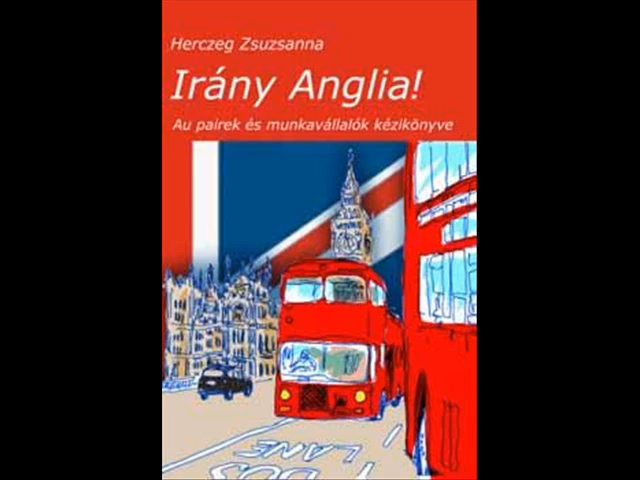 Herczeg Zsuzsanna
Irány Anglia!
Au pairek és munkavállalók kézikönyve
LANE
BUS